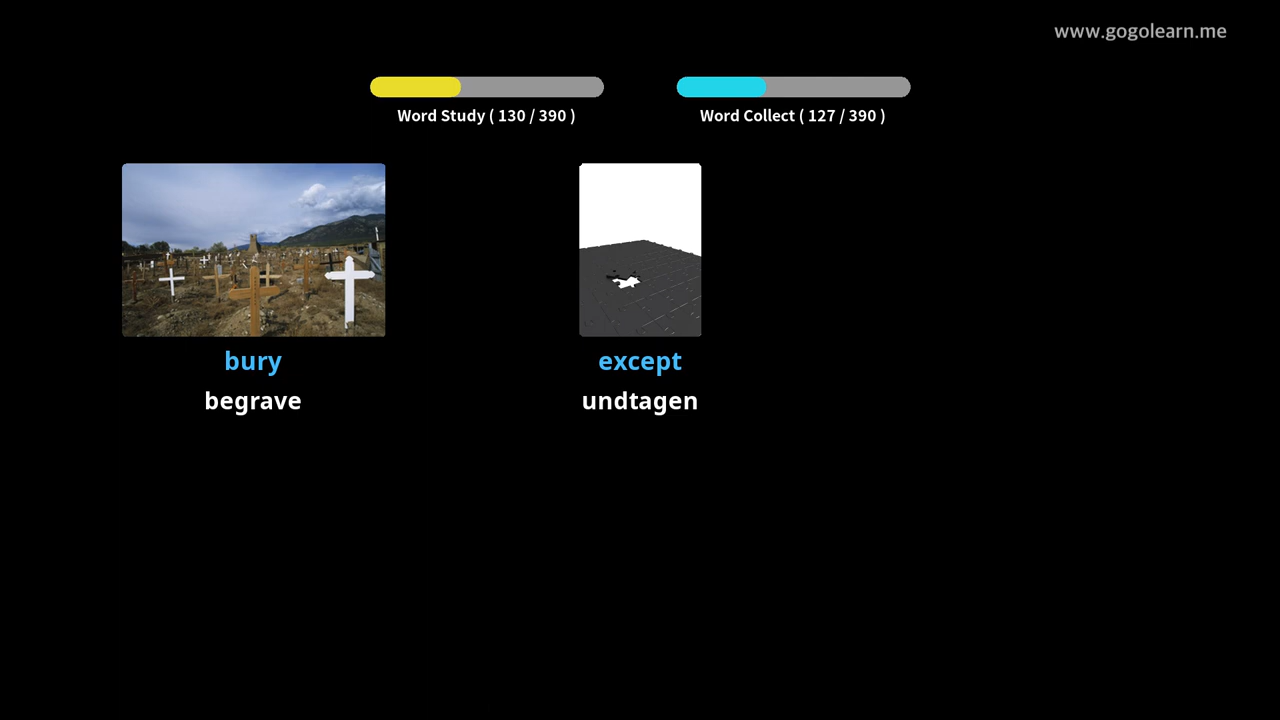 www.gogolearn.me
Word Study ( 130 / 390 )
Word Collect ( 127 / 390 )
bury
except
begrave
undtagen